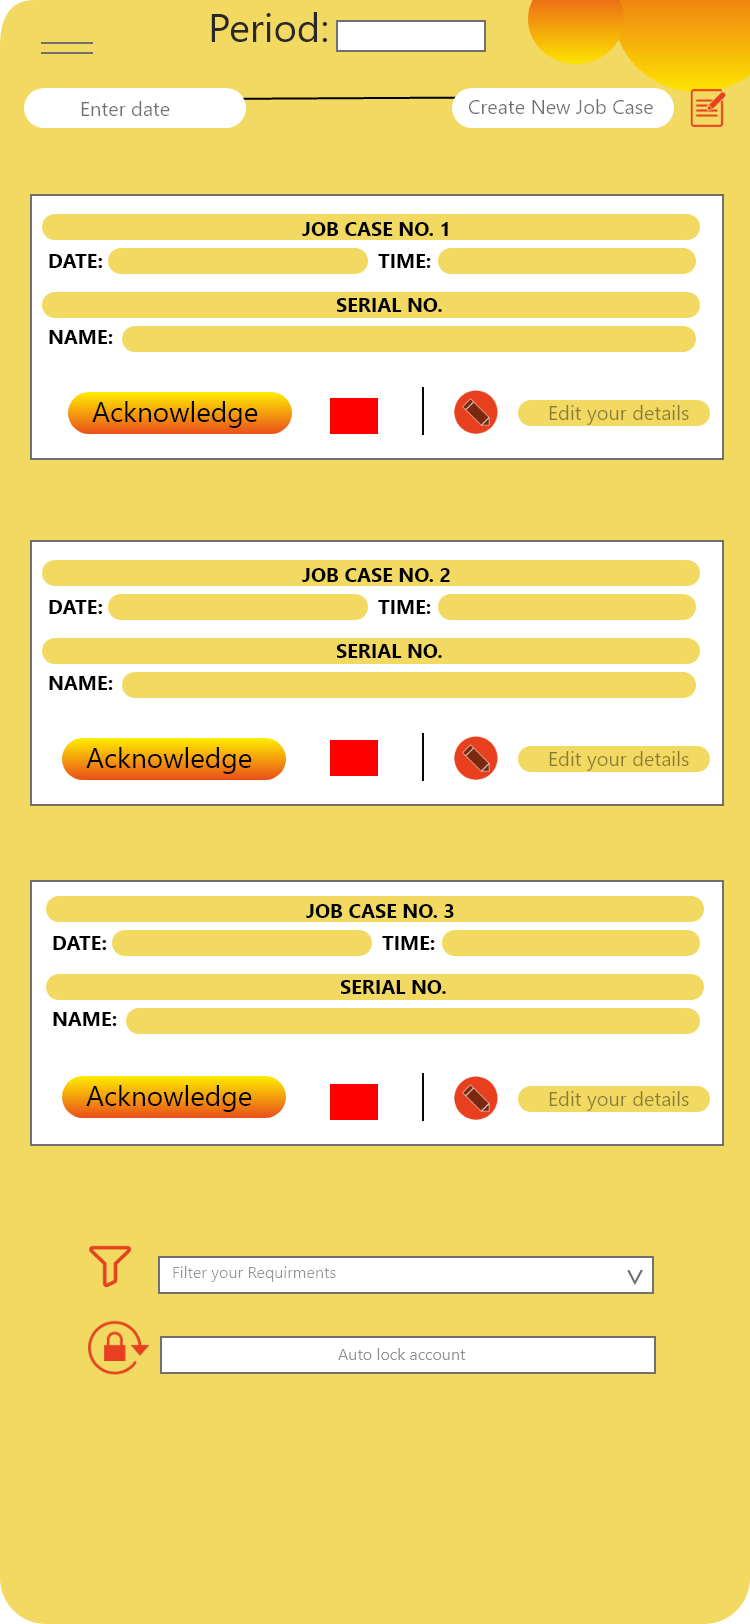 Period:
Enter date
Create New Job Case
JOB CASE NO. 1
DATE: TIME:
SERIAL NO.
NAME:
Acknowledge Edit your details
JOB CASE NO. 2
DATE: TIME:
SERIAL NO.
NAME:
Acknowledge Edit your details
JOB CASE NO. 3
DATE: TIME:
SERIAL NO.
NAME:
Acknowledge Edit your details
Filter your Requirments
Auto lock account